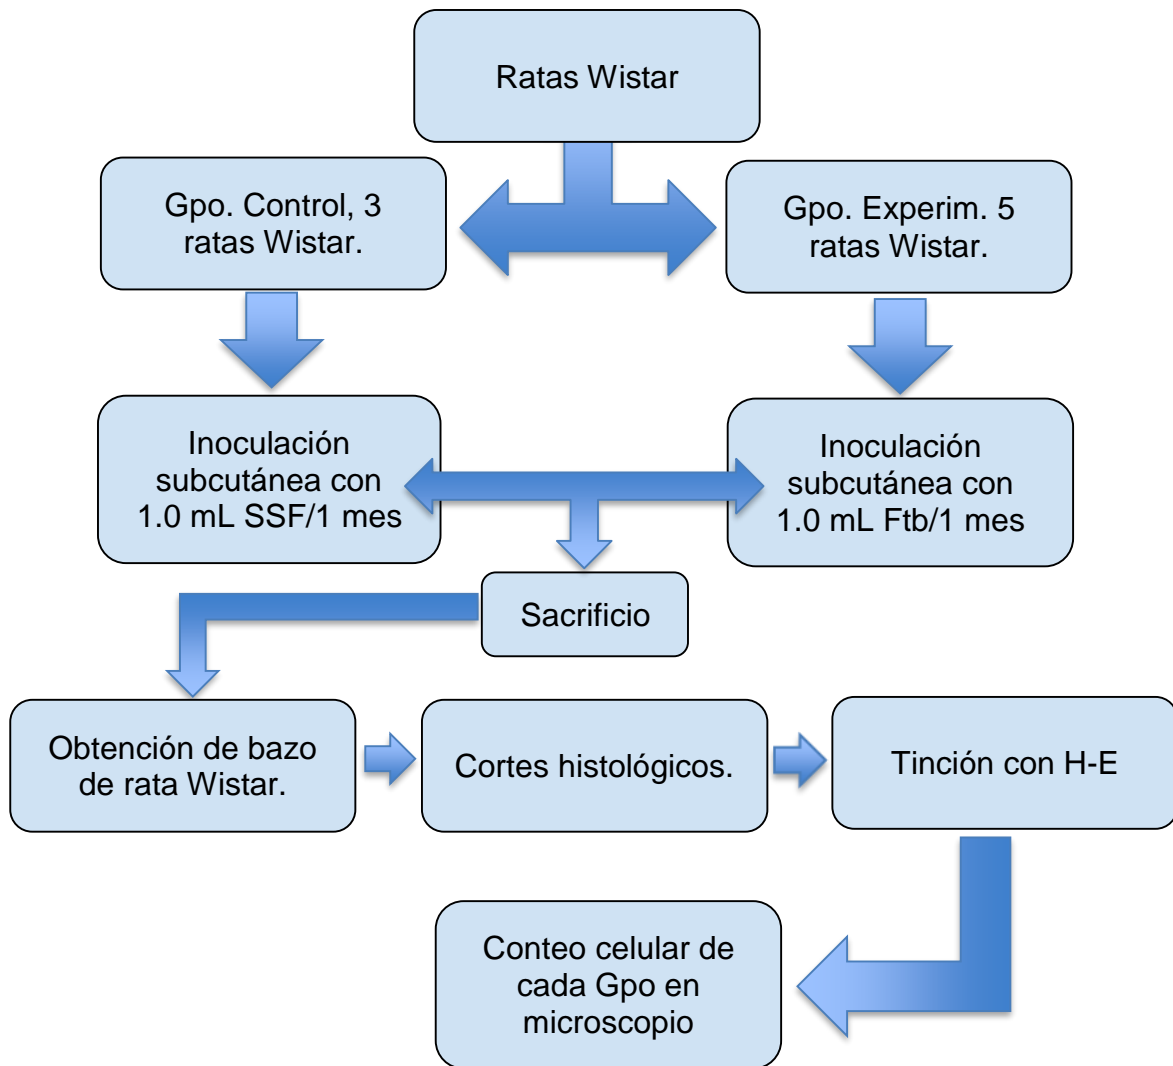 Ratas Wistar
Gpo. Control, 3
ratas Wistar.
Gpo. Experim. 5
ratas Wistar.
Inoculación
subcutánea con
1.0 mL SSF/1 mes
Inoculación
subcutánea con
1.0 mL Ftb/1 mes
Sacrificio
Obtención de bazo
de rata Wistar.
Cortes histológicos.
Tinción con H-E
Conteo celular de
cada Gpo en
microscopio